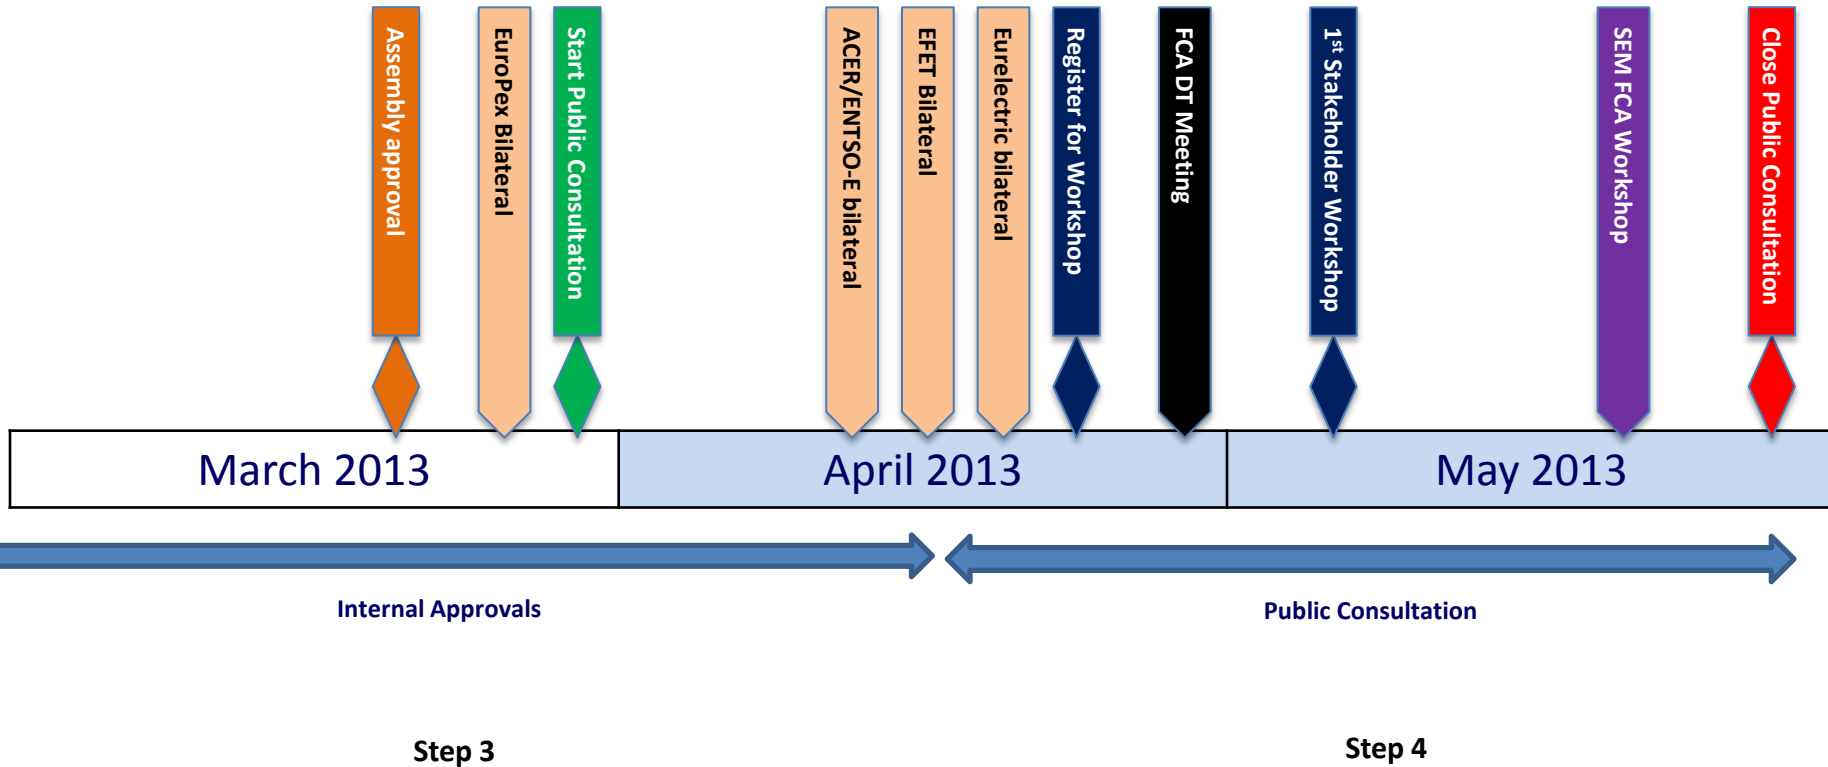 Assembly approval
EuroPex Bilateral
Start Public Consultation
ACER/ENTSO-E bilateral
EFET Bilateral
Eurelectric bilateral
Register for Workshop
FCA DT Meeting
1st Stakeholder Workshop
SEM FCA Workshop
Close Public Consultation
March 2013
April 2013
May 2013
Internal Approvals
Public Consultation
Step 3
Step 4